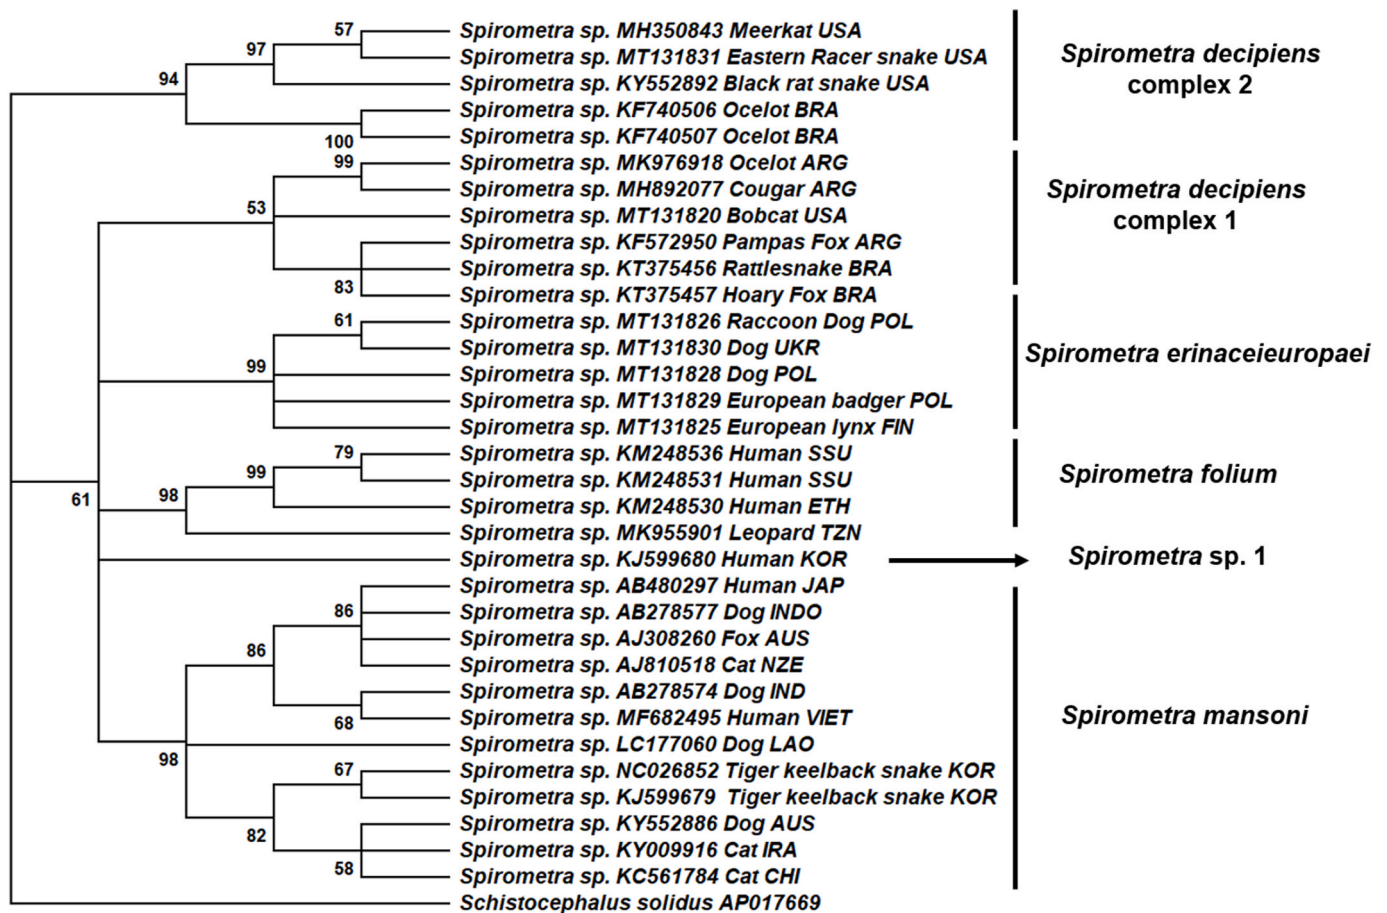 57
Spirometra sp. MH350843 Meerkat USA
97
Spirometra sp. MT131831 Eastern Racer snake USA
94
Spirometra sp. KY552892 Black rat snake USA
Spirometra sp. KF740506 Ocelot BRA
Spirometra sp. KF740507 Ocelot BRA
100
Spirometra decipiens
complex 2
99
Spirometra sp. MK976918 Ocelot ARG
Spirometra sp. MH892077 Cougar ARG
53
Spirometra sp. MT131820 Bobcat USA
Spirometra sp. KF572950 Pampas Fox ARG
Spirometra sp. KT375456 Rattlesnake BRA
83
Spirometra sp. KT375457 Hoary Fox BRA
Spirometra decipiens
complex 1
61
Spirometra sp. MT131826 Raccoon Dog POL
Spirometra sp. MT131830 Dog UKR
99
Spirometra sp. MT131828 Dog POL
Spirometra sp. MT131829 European badger POL
Spirometra sp. MT131825 European lynx FIN
Spirometra erinaceieuropaei
79
Spirometra sp. KM248536 Human SSU
99
Spirometra sp. KM248531 Human SSU
61
98
Spirometra sp. KM248530 Human ETH
Spirometra sp. MK955901 Leopard TZN
Spirometra folium
Spirometra sp. KJ599680 Human KOR
Spirometra sp. 1
Spirometra sp. AB480297 Human JAP
86
Spirometra sp. AB278577 Dog INDO
Spirometra sp. AJ308260 Fox AUS
86
Spirometra sp. AJ810518 Cat NZE
Spirometra sp. AB278574 Dog IND
68
Spirometra sp. MF682495 Human VIET
98
Spirometra sp. LC177060 Dog LAO
67
Spirometra sp. NC026852 Tiger keelback snake KOR
Spirometra sp. KJ599679 Tiger keelback snake KOR
82
Spirometra sp. KY552886 Dog AUS
Spirometra sp. KY009916 Cat IRA
58
Spirometra sp. KC561784 Cat CHI
Spirometra mansoni
Schistocephalus solidus AP017669